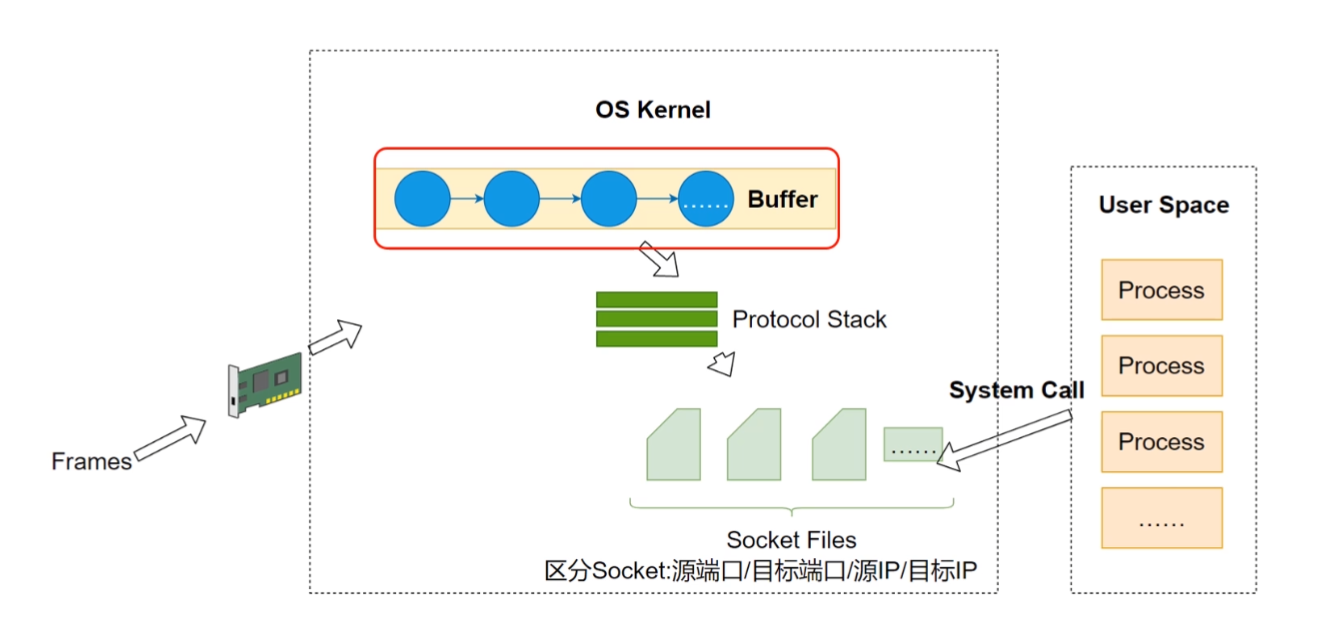 OS Kernel
Buffer
Protocol Stack
Frames
......
Socket Files
区分Socket:源端口/目标端口/源IP/目标IP
System Call
User Space
Process
Process
Process
......
......